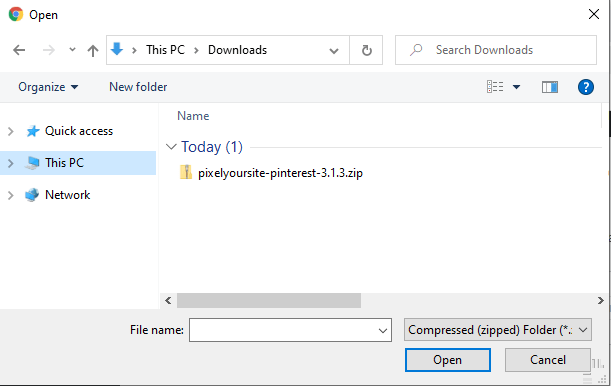 Open
This PC > Downloads
Search Downloads
Organize
New folder
Name
Quick access
Today (1)
This PC
pixelyoursite-pinterest-3.1.3.zip
Network
File name:
Compressed (zipped) Folder (*.z
Open
Cancel